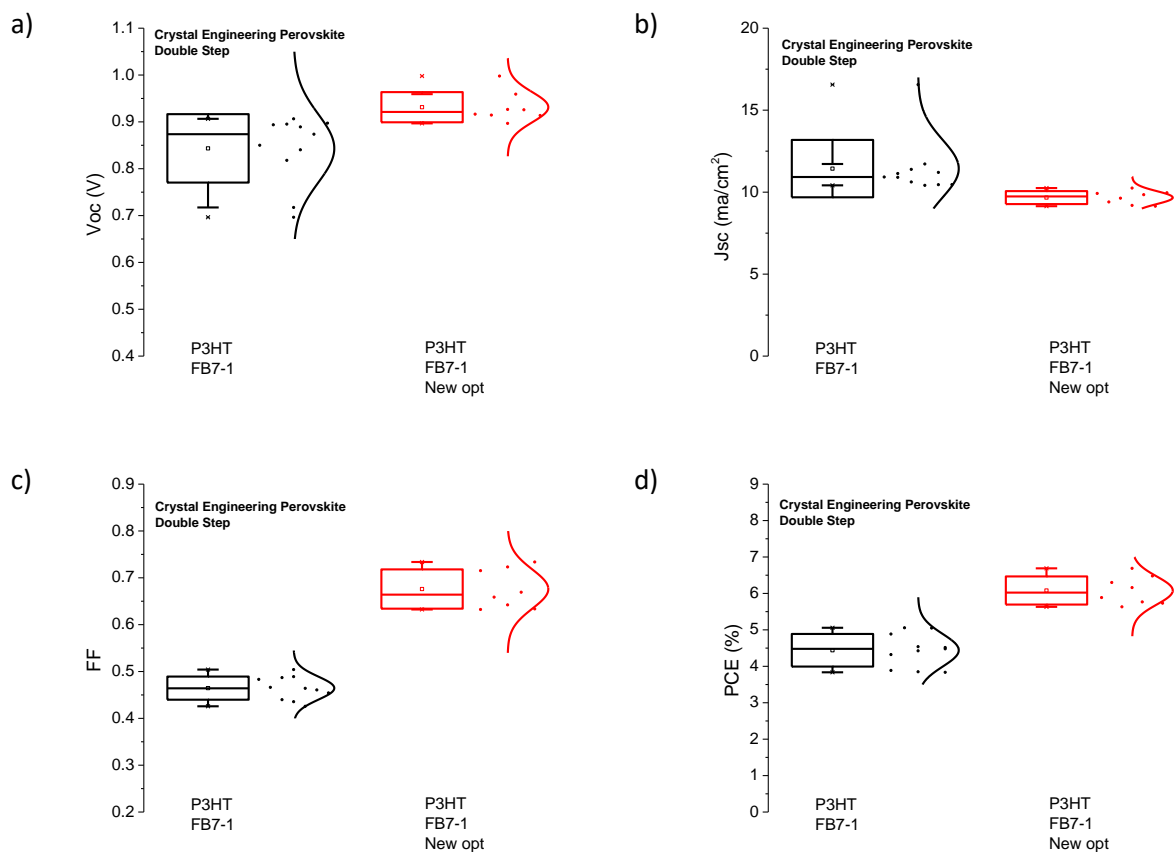 a)
1.1
1.0
0.9
0.8
0.7
0.6
0.5
0.4
Voc (V)
Crystal Engineering Perovskite
Double Step
P3HT
FB7-1
P3HT
FB7-1
New opt
b)
20
15
10
5
0
Jsc (ma/cm²)
Crystal Engineering Perovskite
Double Step
P3HT
FB7-1
P3HT
FB7-1
New opt
c)
0.9
0.8
0.7
0.6
0.5
0.4
0.3
0.2
FF
Crystal Engineering Perovskite
Double Step
P3HT
FB7-1
P3HT
FB7-1
New opt
d)
9
8
7
6
5
4
3
2
1
0
PCE (%)
Crystal Engineering Perovskite
Double Step
P3HT
FB7-1
P3HT
FB7-1
New opt